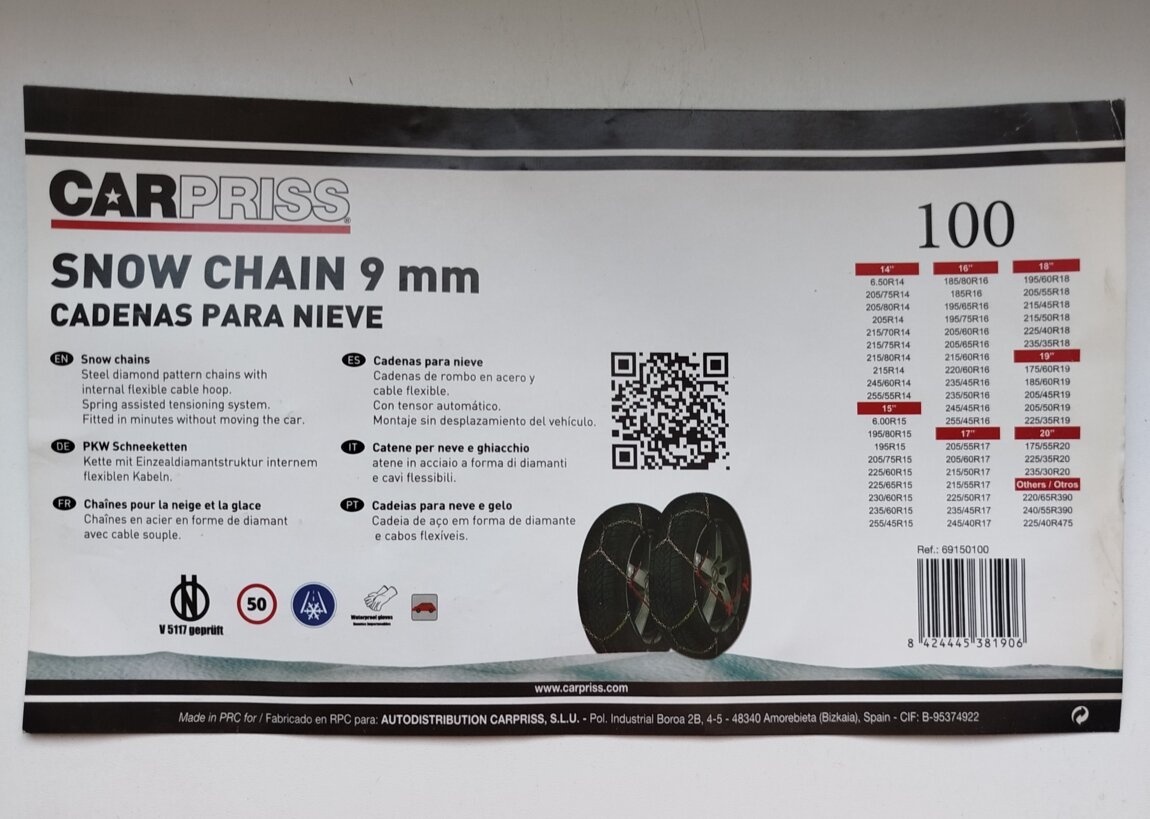 CARPRISS®
SNOW CHAIN 9 mm
CADENAS PARA NIEVE
EN Snow chains
Steel diamond pattern chains with
internal flexible cable hoop.
Spring assisted tensioning system.
Fitted in minutes without moving the car.
DE PKW Schneeketten
Kette mit Einzealdiamantstruktur internem
flexiblen Kabeln.
FR Chaînes pour la neige et la glace
Chaînes en acier en forme de diamant
avec cable souple.
ES Cadenas para nieve
Cadenas de rombo en acero y
cable flexible.
Con tensor automático.
Montaje sin desplazamiento del vehículo.
IT Catene per neve e ghiacchio
atene in acciaio a forma di diamanti
e cavi flessibili.
PT Cadeias para neve e gelo
Cadeia de aço em forma de diamante
e cabos flexíveis.
V 5117 geprüft
50
Waterproof gloves
Guantes impermeables
100
14"
6.50R14
205/75R14
205/80R14
205R14
215/70R14
215/75R14
215/80R14
215R14
245/60R14
255/55R14
15"
6.00R15
195/80R15
195R15
205/75R15
225/60R15
225/65R15
230/60R15
235/60R15
255/45R15
16"
185/80R16
185R16
195/65R16
195/75R16
205/60R16
205/65R16
215/60R16
220/60R16
235/45R16
235/50R16
245/45R16
255/45R16
17"
205/55R17
205/60R17
215/50R17
215/55R17
225/50R17
235/45R17
245/40R17
18"
195/60R18
205/55R18
215/45R18
215/50R18
225/40R18
235/35R18
19"
175/60R19
185/60R19
205/45R19
205/50R19
225/35R19
20"
175/55R20
225/35R20
235/30R20
Others / Otros
220/65R390
240/55R390
225/40R475
Ref.: 69150100
8 424445 381906
www.carpriss.com
Made in PRC for / Fabricado en RPC para: AUTODISTRIBUTION CARPRISS, S.L.U. - Pol. Industrial Boroa 2B, 4-5 - 48340 Amorebieta (Bizkaia), Spain - CIF: B-95374922